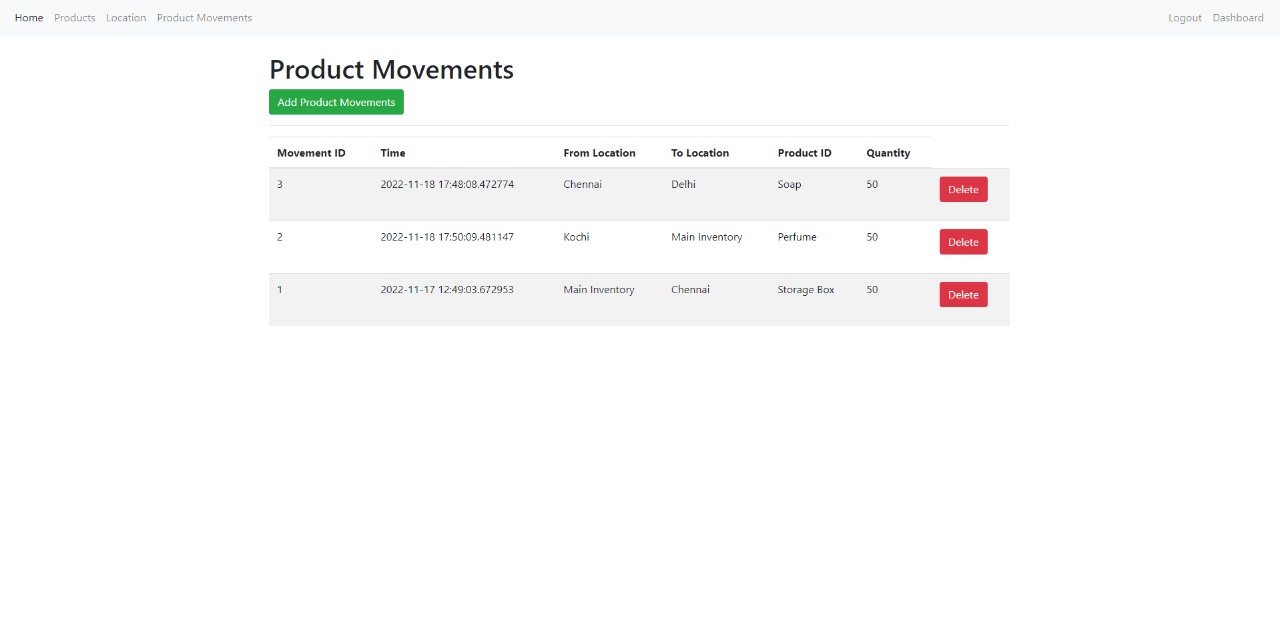 Home Products Location Product Movements Logout Dashboard
Product Movements
Add Product Movements
Movement ID Time From Location To Location Product ID Quantity
3 2022-11-18 17:48:08.472774 Chennai Delhi Soap 50 Delete
2 2022-11-18 17:50:09.481147 Kochi Main Inventory Perfume 50 Delete
1 2022-11-17 12:49:03.672953 Main Inventory Chennai Storage Box 50 Delete